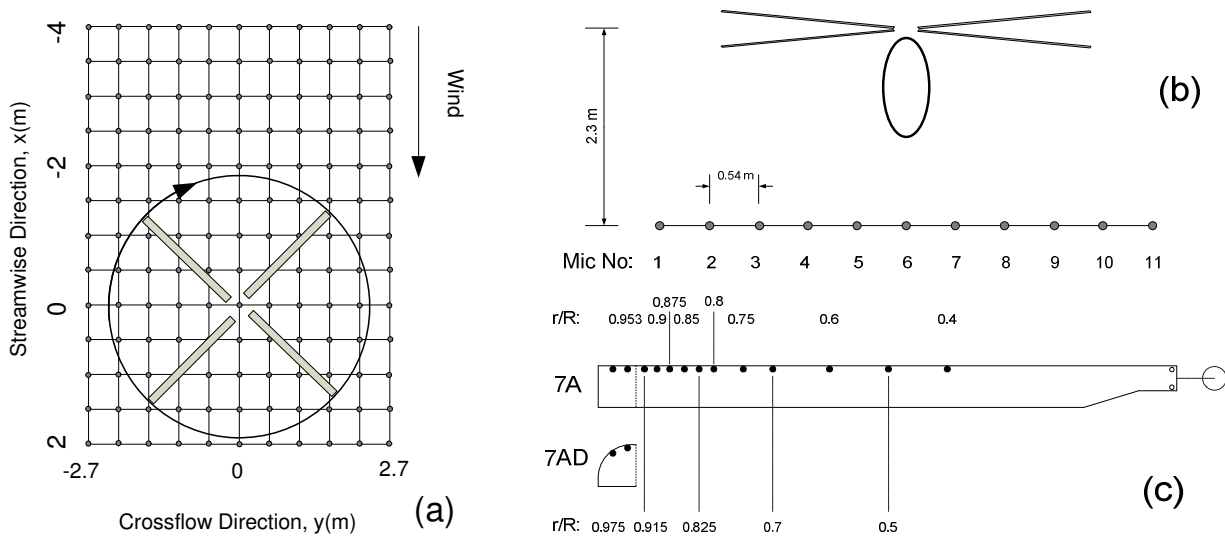 -4
-2
0
2
Streamwise Direction, x(m)
Wind
-2.7
0
2.7
Crossflow Direction, y(m)
(a)
2.3 m
0.54 m
(b)
Mic No: 1 2 3 4 5 6 7 8 9 10 11
0.875 0.8
r/R: 0.953 0.9 0.85 0.75 0.6 0.4
7A
7AD
(c)
r/R: 0.975 0.915 0.825 0.7 0.5